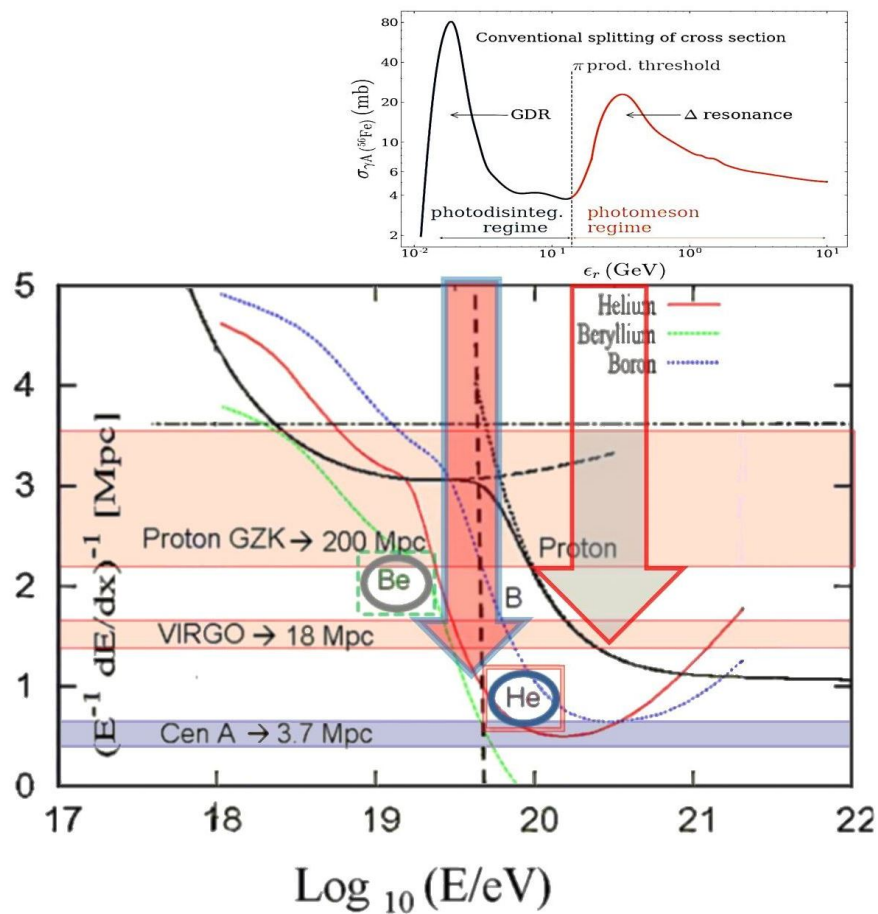 80
40
20
10
6
4
2
σγA (⁵⁶Fe) (mb)
Conventional splitting of cross section
π prod. threshold
GDR
Δ resonance
photodisinteg.
regime
photomeson
regime
10⁻²
10⁻¹
10⁰
10¹
ϵr (GeV)
5
4
3
2
1
0
(E⁻¹ dE/dx)⁻¹ [Mpc]
Helium
Beryllium
Boron
Proton GZK → 200 Mpc
Proton
Be
B
VIRGO → 18 Mpc
He
Cen A → 3.7 Mpc
17
18
19
20
21
22
Log 10 (E/eV)